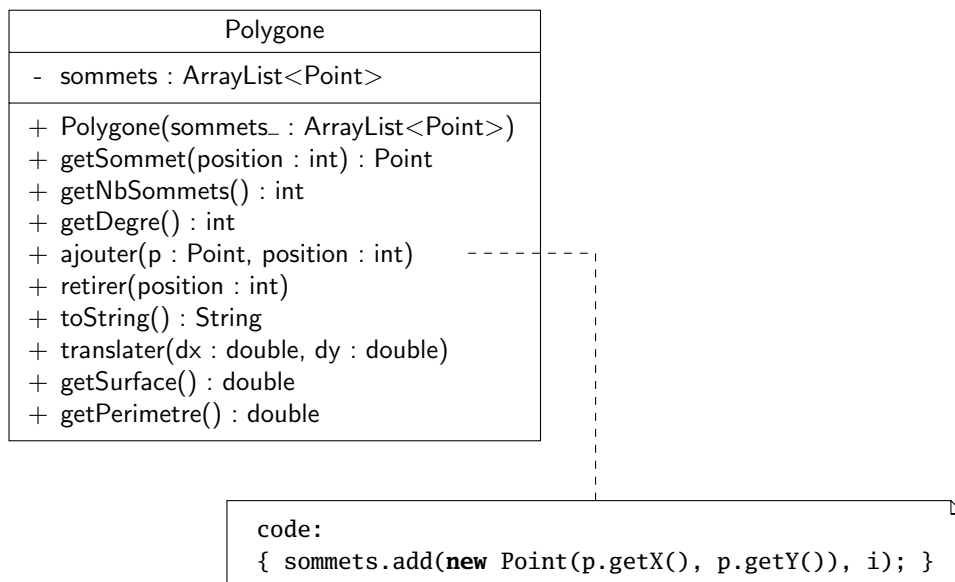 Polygone
- sommets : ArrayList<Point>
+ Polygone(sommets_ : ArrayList<Point>)
+ getSommet(position : int) : Point
+ getNbSommets() : int
+ getDegre() : int
+ ajouter(p : Point, position : int)
+ retirer(position : int)
+ toString() : String
+ translater(dx : double, dy : double)
+ getSurface() : double
+ getPerimetre() : double
code:
{ sommets.add(new Point(p.getX(), p.getY()), i); }